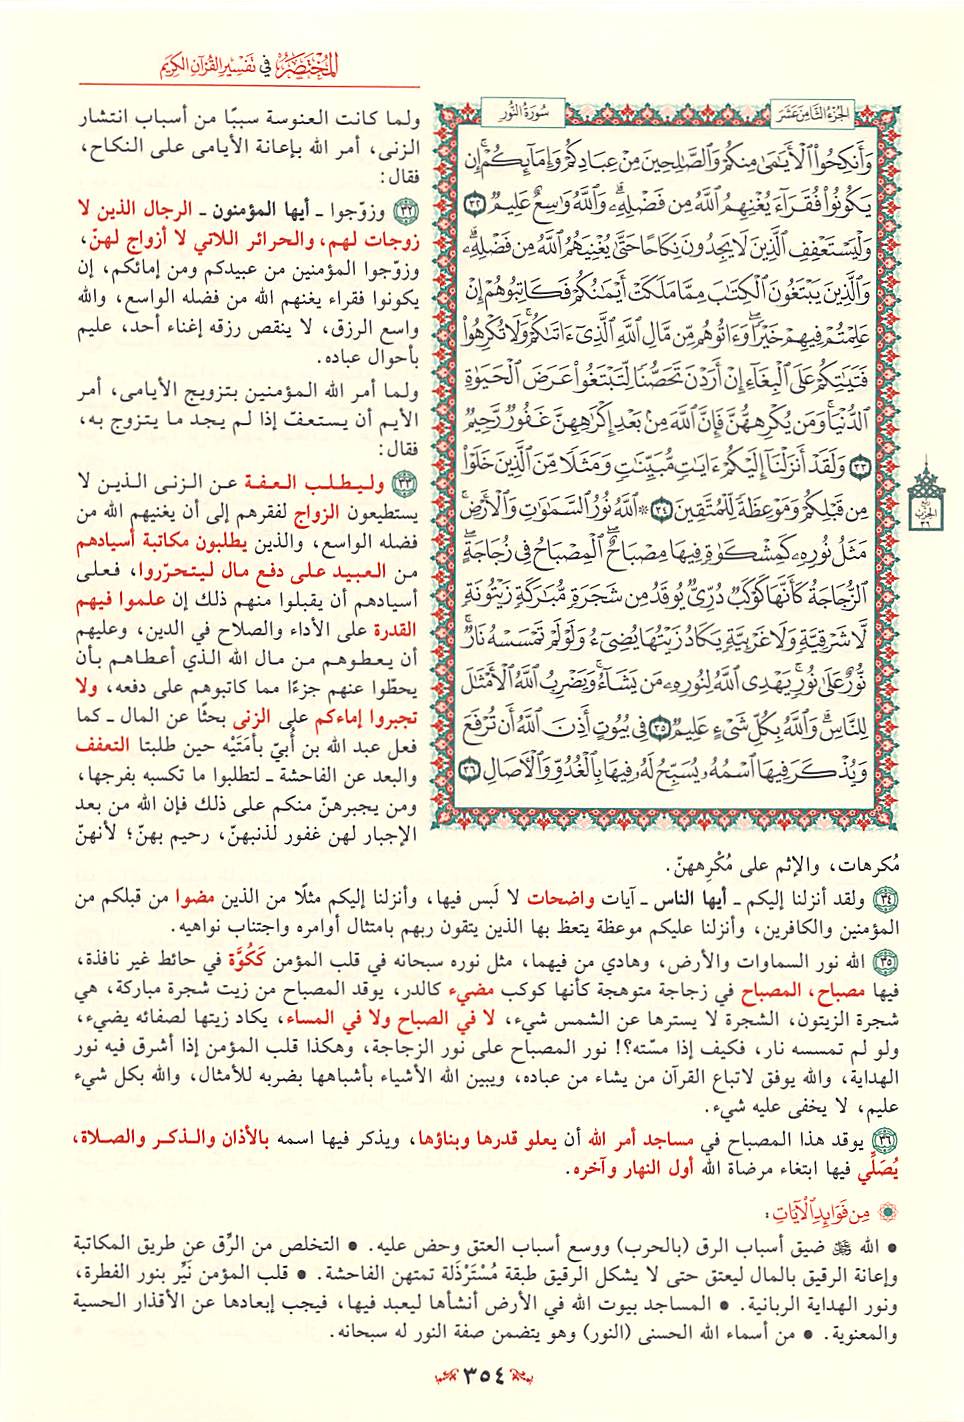 المُخْتَصَرُ في تَفْسِيرِ القُرْآنِ الكَرِيمِ
الجُزْءُ الثَّامِنَ عَشَرَ
سُورَةُ النُّورِ
وَأَنكِحُوا۟ ٱلْأَيَـٰمَىٰ مِنكُمْ وَٱلصَّـٰلِحِينَ مِنْ عِبَادِكُمْ وَإِمَآئِكُمْ ۚ إِن
يَكُونُوا۟ فُقَرَآءَ يُغْنِهِمُ ٱللَّهُ مِن فَضْلِهِۦ ۗ وَٱللَّهُ وَٰسِعٌ عَلِيمٌ ٣٢
وَلْيَسْتَعْفِفِ ٱلَّذِينَ لَا يَجِدُونَ نِكَاحًا حَتَّىٰ يُغْنِيَهُمُ ٱللَّهُ مِن فَضْلِهِۦ ۗ
وَٱلَّذِينَ يَبْتَغُونَ ٱلْكِتَـٰبَ مِمَّا مَلَكَتْ أَيْمَـٰنُكُمْ فَكَاتِبُوهُمْ إِنْ
عَلِمْتُمْ فِيهِمْ خَيْرًا ۖ وَءَاتُوهُم مِّن مَّالِ ٱللَّهِ ٱلَّذِىٓ ءَاتَىٰكُمْ ۚ وَلَا تُكْرِهُوا۟
فَتَيَـٰتِكُمْ عَلَى ٱلْبِغَآءِ إِنْ أَرَدْنَ تَحَصُّنًا لِّتَبْتَغُوا۟ عَرَضَ ٱلْحَيَوٰةِ
ٱلدُّنْيَا ۚ وَمَن يُكْرِههُّنَّ فَإِنَّ ٱللَّهَ مِنۢ بَعْدِ إِكْرَٰهِهِنَّ غَفُورٌ رَّحِيمٌ
٣٣ وَلَقَدْ أَنزَلْنَآ إِلَيْكُمْ ءَايَـٰتٍ مُّبَيِّنَـٰتٍ وَمَثَلًا مِّنَ ٱلَّذِينَ خَلَوْا۟
مِن قَبْلِكُمْ وَمَوْعِظَةً لِّلْمُتَّقِينَ ٣٤ ۞ ٱللَّهُ نُورُ ٱلسَّمَـٰوَٰتِ وَٱلْأَرْضِ ۚ
مَثَلُ نُورِهِۦ كَمِشْكَوٰةٍ فِيهَا مِصْبَاحٌ ۖ ٱلْمِصْبَاحُ فِى زُجَاجَةٍ ۖ
ٱلزُّجَاجَةُ كَأَنَّهَا كَوْكَبٌ دُرِّىٌّ يُوقَدُ مِن شَجَرَةٍ مُّبَـٰرَكَةٍ زَيْتُونَةٍ
لَّا شَرْقِيَّةٍ وَلَا غَرْبِيَّةٍ يَكَادُ زَيْتُهَا يُضِىٓءُ وَلَوْ لَمْ تَمْسَسْهُ نَارٌ ۚ
نُّورٌ عَلَىٰ نُورٍ ۗ يَهْدِى ٱللَّهُ لِنُورِهِۦ مَن يَشَآءُ ۚ وَيَضْرِبُ ٱللَّهُ ٱلْأَمْثَـٰلَ
لِلنَّاسِ ۗ وَٱللَّهُ بِكُلِّ شَىْءٍ عَلِيمٌ ٣٥ فِى بُيُوتٍ أَذِنَ ٱللَّهُ أَن تُرْفَعَ
وَيُذْكَرَ فِيهَا ٱسْمُهُۥ يُسَبِّحُ لَهُۥ فِيهَا بِٱلْغُدُوِّ وَٱلْـَٔاصَالِ ٣٦
ولما كانت العنوسة سببًا من أسباب انتشار
الزنى، أمر الله بإعانة الأيامى على النكاح،
فقال:
٣٢ وزوّجوا ـ أيها المؤمنون ـ الرجال الذين لا
زوجات لهم، والحرائر اللاتي لا أزواج لهنّ،
وزوّجوا المؤمنين من عبيدكم ومن إمائكم، إن
يكونوا فقراء يغنهم الله من فضله الواسع، والله
واسع الرزق، لا ينقص رزقه إغناء أحد، عليم
بأحوال عباده.
ولما أمر الله المؤمنين بتزويج الأيامى، أمر
الأيم أن يستعفّ إذا لم يجد ما يتزوج به،
فقال:
٣٣ وليطلب العفة عن الزنى الذين لا
يستطيعون الزواج لفقرهم إلى أن يغنيهم الله من
فضله الواسع، والذين يطلبون مكاتبة أسيادهم
من العبيد على دفع مال ليتحرّروا، فعلى
أسيادهم أن يقبلوا منهم ذلك إن علموا فيهم
القدرة على الأداء والصلاح في الدين، وعليهم
أن يعطوهم من مال الله الذي أعطاهم بأن
يحطّوا عنهم جزءًا مما كاتبوهم على دفعه، ولا
تجبروا إماءكم على الزنى بحثًا عن المال ـ كما
فعل عبد الله بن أُبيّ بأَمَتَيْه حين طلبتا التعفف
والبعد عن الفاحشة ـ لتطلبوا ما تكسبه بفرجها،
ومن يجبرهنّ منكم على ذلك فإن الله من بعد
الإجبار لهن غفور لذنبهنّ، رحيم بهنّ؛ لأنهنّ
مُكرهات، والإثم على مُكْرِههنّ.
٣٤ ولقد أنزلنا إليكم ـ أيها الناس ـ آيات واضحات لا لَبس فيها، وأنزلنا إليكم مثلًا من الذين مضوا من قبلكم من
المؤمنين والكافرين، وأنزلنا عليكم موعظة يتعظ بها الذين يتقون ربهم بامتثال أوامره واجتناب نواهيه.
٣٥ الله نور السماوات والأرض، وهادي من فيهما، مثل نوره سبحانه في قلب المؤمن كَكُوَّة في حائط غير نافذة،
فيها مصباح، المصباح في زجاجة متوهجة كأنها كوكب مضيء كالدر، يوقد المصباح من زيت شجرة مباركة، هي
شجرة الزيتون، الشجرة لا يسترها عن الشمس شيء، لا في الصباح ولا في المساء، يكاد زيتها لصفائه يضيء،
ولو لم تمسسه نار، فكيف إذا مسّته؟! نور المصباح على نور الزجاجة، وهكذا قلب المؤمن إذا أشرق فيه نور
الهداية، والله يوفق لاتباع القرآن من يشاء من عباده، ويبين الله الأشياء بأشباهها بضربه للأمثال، والله بكل شيء
عليم، لا يخفى عليه شيء.
٣٦ يوقد هذا المصباح في مساجد أمر الله أن يعلو قدرها وبناؤها، ويذكر فيها اسمه بالأذان والذكر والصلاة،
يُصَلِّي فيها ابتغاء مرضاة الله أول النهار وآخره.
مِن فَوَائِدِ الآيَاتِ:
• الله ﷻ ضيق أسباب الرق (بالحرب) ووسع أسباب العتق وحض عليه. • التخلص من الرِّق عن طريق المكاتبة
وإعانة الرقيق بالمال ليعتق حتى لا يشكل الرقيق طبقة مُسْتَرْذَلة تمتهن الفاحشة. • قلب المؤمن نَيِّر بنور الفطرة،
ونور الهداية الربانية. • المساجد بيوت الله في الأرض أنشأها ليعبد فيها، فيجب إبعادها عن الأقذار الحسية
والمعنوية. • من أسماء الله الحسنى (النور) وهو يتضمن صفة النور له سبحانه.
٣٥٤